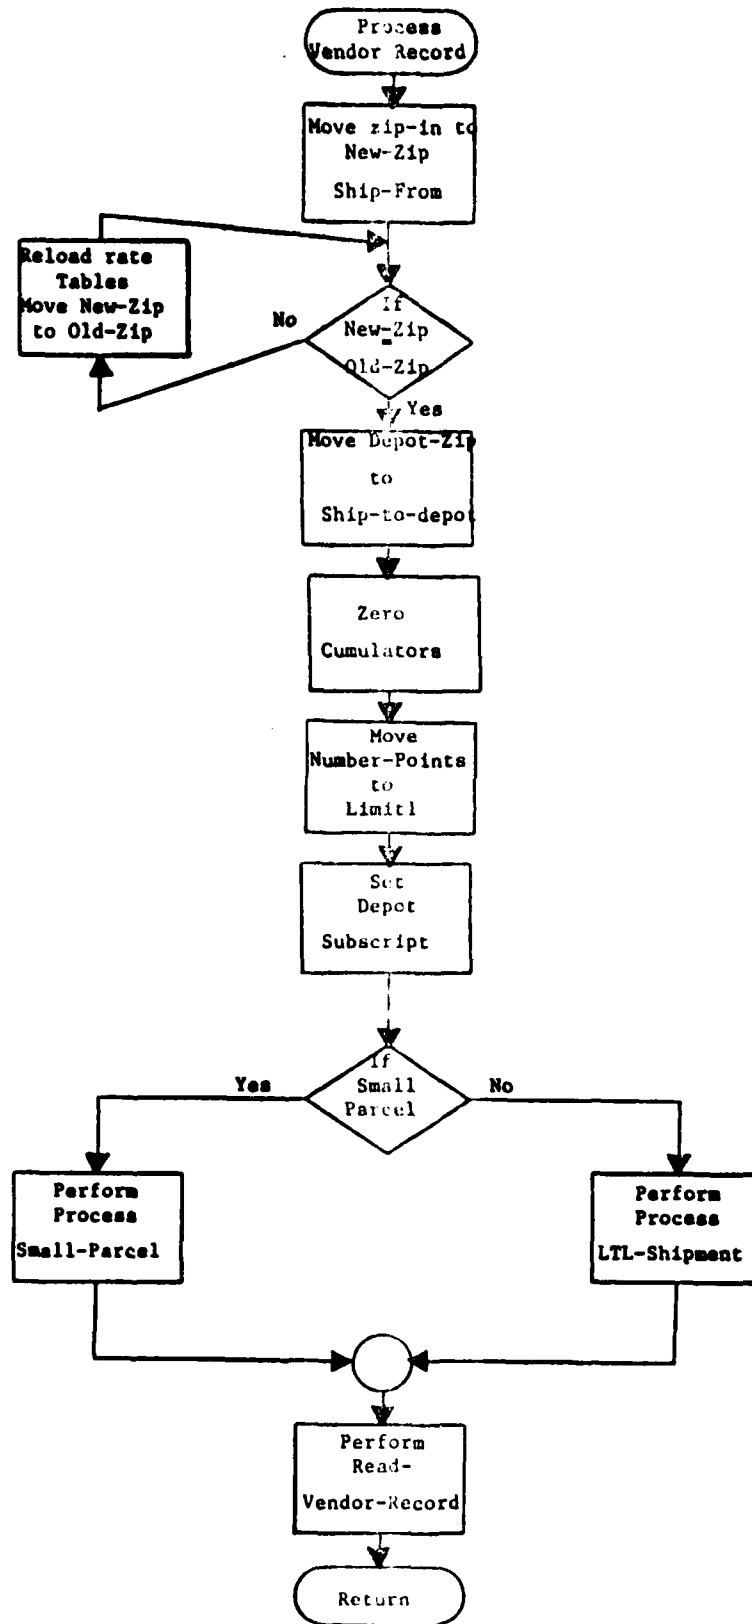 Process
Vendor Record
Move zip-in to
New-Zip
Ship-From
Reload rate
Tables
Move New-Zip
to Old-Zip
No
If
New-Zip
=
Old-Zip
Yes
Move Depot-Zip
to
Ship-to-depot
Zero
Cumulators
Move
Number-Points
to
Limit1
Set
Depot
Subscript
If
Small
Parcel
Yes
No
Perform
Process
Small-Parcel
Perform
Process
LTL-Shipment
Perform
Read-
Vendor-Record
Return